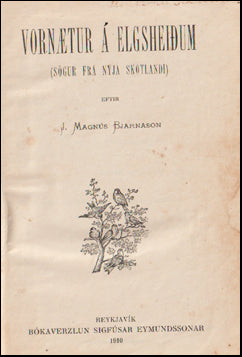 VORNÆTUR Á ELGSHEIÐUM
(SÖGUR FRÁ NÝJA SKOTLANDI)
EFTIR
J. MAGNÚS BJARNASON
REYKJAVÍK
BÓKAVERZLUN SIGFÚSAR EYMUNDSSONAR
1910